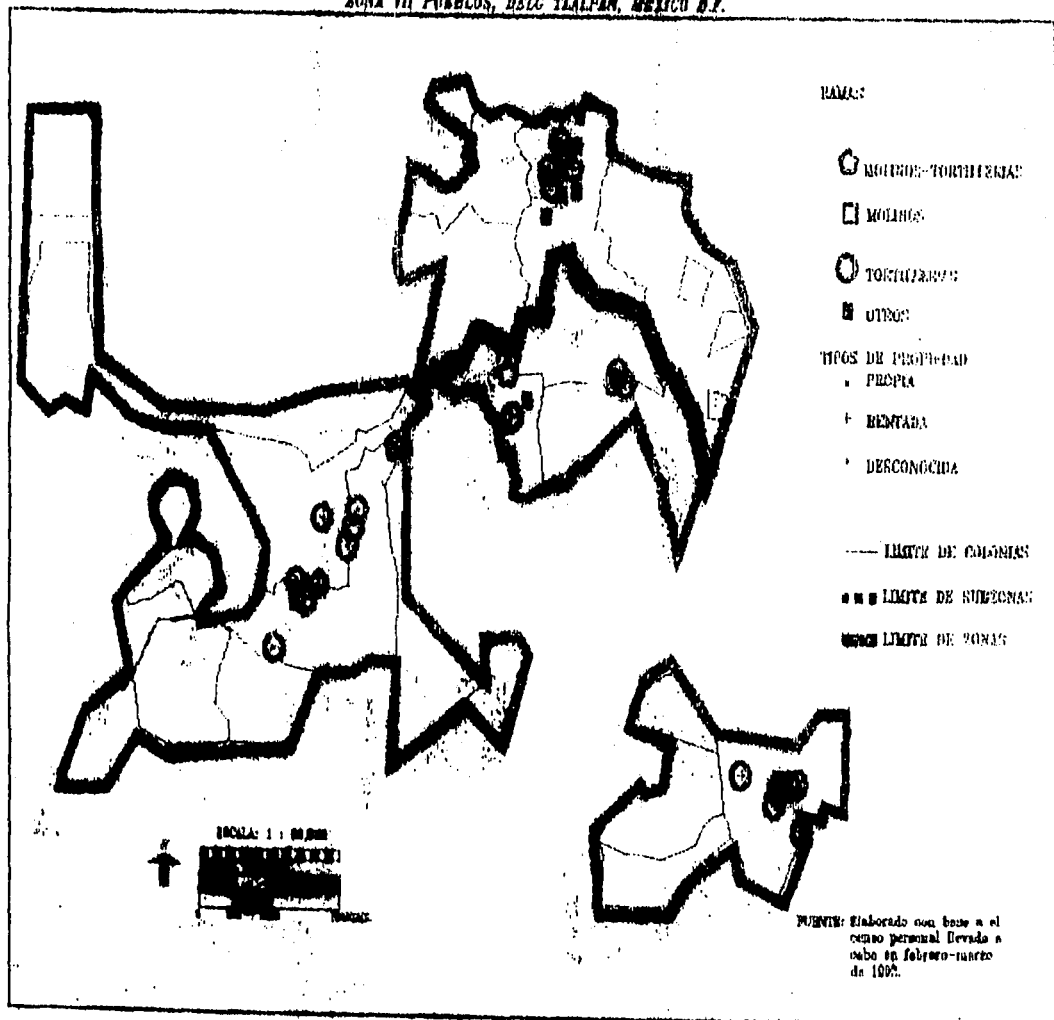 ZONA VII PUEBLOS, DELG TLALPAN, MEXICO D.F.
RAMAS:
MOLINOS-TORTILLERIAS
MOLINOS
TORTILLERIAS
OTROS
TIPOS DE PROPIEDAD
PROPIA
RENTADA
DESCONOCIDA
LIMITE DE COLONIAS
LIMITE DE SUBZONAS
LIMITE DE ZONAS
N
ESCALA: 1 :
0
FUENTE: Elaborado con base a el
censo personal llevado a
cabo en febrero-marzo
de